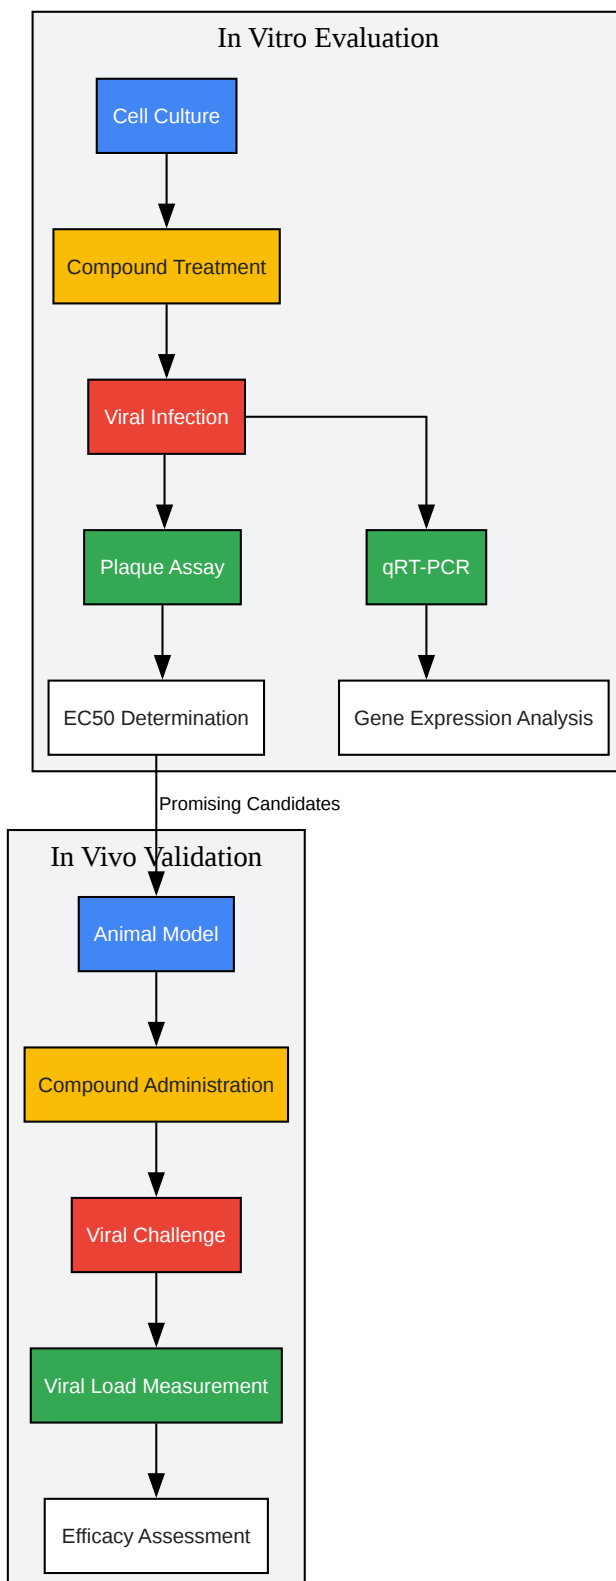 In Vitro Evaluation
Cell Culture
Compound Treatment
Viral Infection
Plaque Assay
qRT-PCR
EC50 Determination
Gene Expression Analysis
Promising Candidates
In Vivo Validation
Animal Model
Compound Administration
Viral Challenge
Viral Load Measurement
Efficacy Assessment